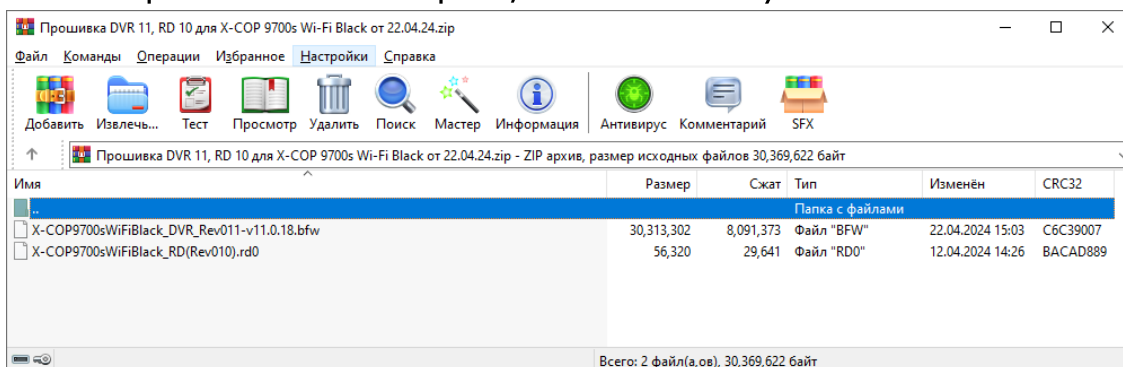 Прошивка DVR 11, RD 10 для X-COP 9700s Wi-Fi Black от 22.04.24.zip
Файл Команды Операции Избранное Настройки Справка
Добавить Извлечь... Тест Просмотр Удалить Поиск Мастер Информация Антивирус Комментарий SFX
Прошивка DVR 11, RD 10 для X-COP 9700s Wi-Fi Black от 22.04.24.zip - ZIP архив, размер исходных файлов 30,369,622 байт
Имя Размер Сжат Тип Изменён CRC32
.. Папка с файлами
X-COP9700sWiFiBlack_DVR_Rev011-v11.0.18.bfw 30,313,302 8,091,373 Файл "BFW" 22.04.2024 15:03 C6C39007
X-COP9700sWiFiBlack_RD(Rev010).rd0 56,320 29,641 Файл "RD0" 12.04.2024 14:26 BACAD889
Всего: 2 файл(а,ов), 30,369,622 байт